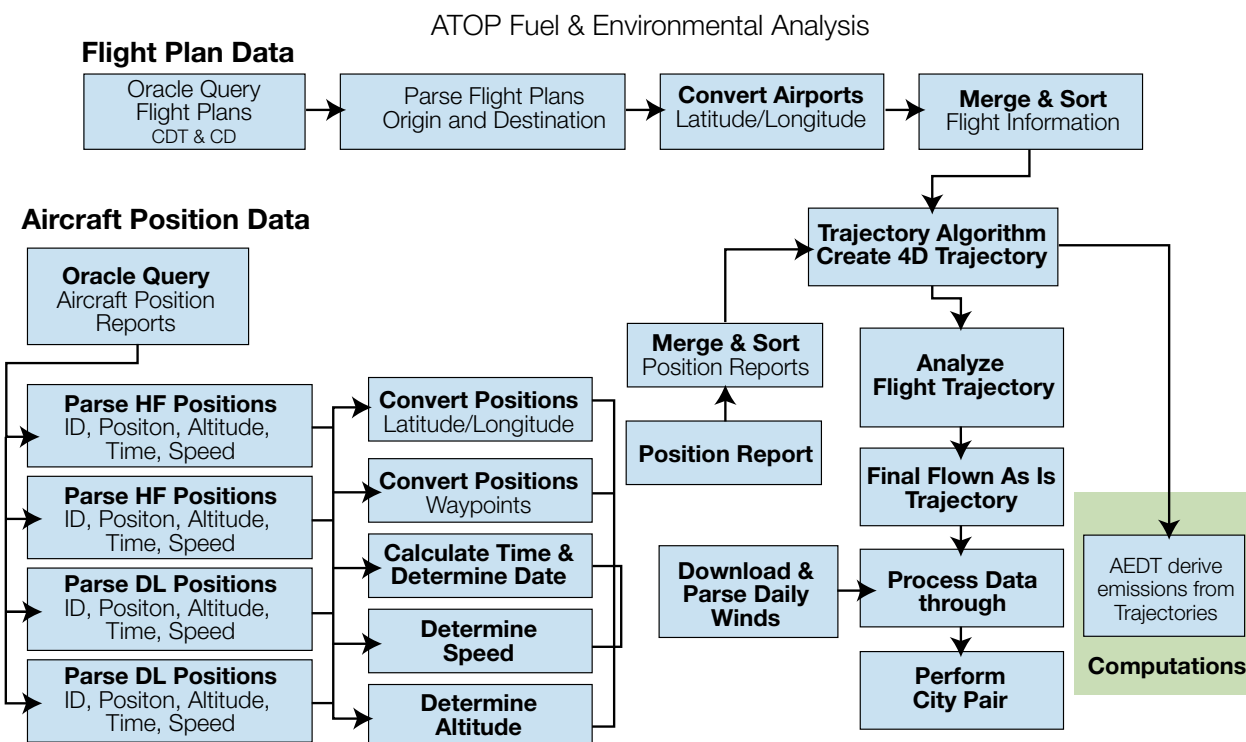 ATOP Fuel & Environmental Analysis
Flight Plan Data
Oracle Query
Flight Plans
CDT & CD
Parse Flight Plans
Origin and Destination
Convert Airports
Latitude/Longitude
Merge & Sort
Flight Information
Aircraft Position Data
Oracle Query
Aircraft Position
Reports
Parse HF Positions
ID, Positon, Altitude,
Time, Speed
Parse HF Positions
ID, Positon, Altitude,
Time, Speed
Parse DL Positions
ID, Positon, Altitude,
Time, Speed
Parse DL Positions
ID, Positon, Altitude,
Time, Speed
Convert Positions
Latitude/Longitude
Convert Positions
Waypoints
Calculate Time &
Determine Date
Determine
Speed
Determine
Altitude
Position Report
Merge & Sort
Position Reports
Trajectory Algorithm
Create 4D Trajectory
Analyze
Flight Trajectory
Final Flown As Is
Trajectory
Download &
Parse Daily
Winds
Process Data
through
Perform
City Pair
AEDT derive
emissions from
Trajectories
Computations